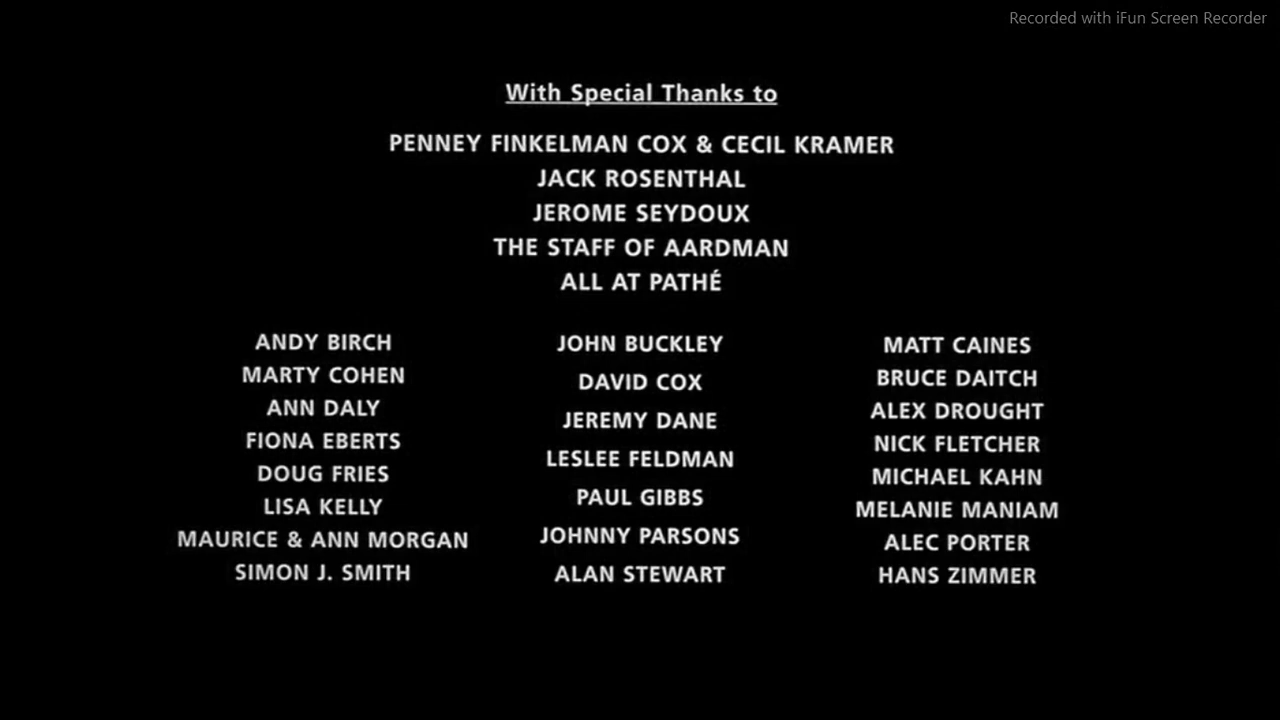 Recorded with iFun Screen Recorder
With Special Thanks to
PENNEY FINKELMAN COX & CECIL KRAMER
JACK ROSENTHAL
JEROME SEYDOUX
THE STAFF OF AARDMAN
ALL AT PATHÉ
ANDY BIRCH
MARTY COHEN
ANN DALY
FIONA EBERTS
DOUG FRIES
LISA KELLY
MAURICE & ANN MORGAN
SIMON J. SMITH
JOHN BUCKLEY
DAVID COX
JEREMY DANE
LESLEE FELDMAN
PAUL GIBBS
JOHNNY PARSONS
ALAN STEWART
MATT CAINES
BRUCE DAITCH
ALEX DROUGHT
NICK FLETCHER
MICHAEL KAHN
MELANIE MANIAM
ALEC PORTER
HANS ZIMMER